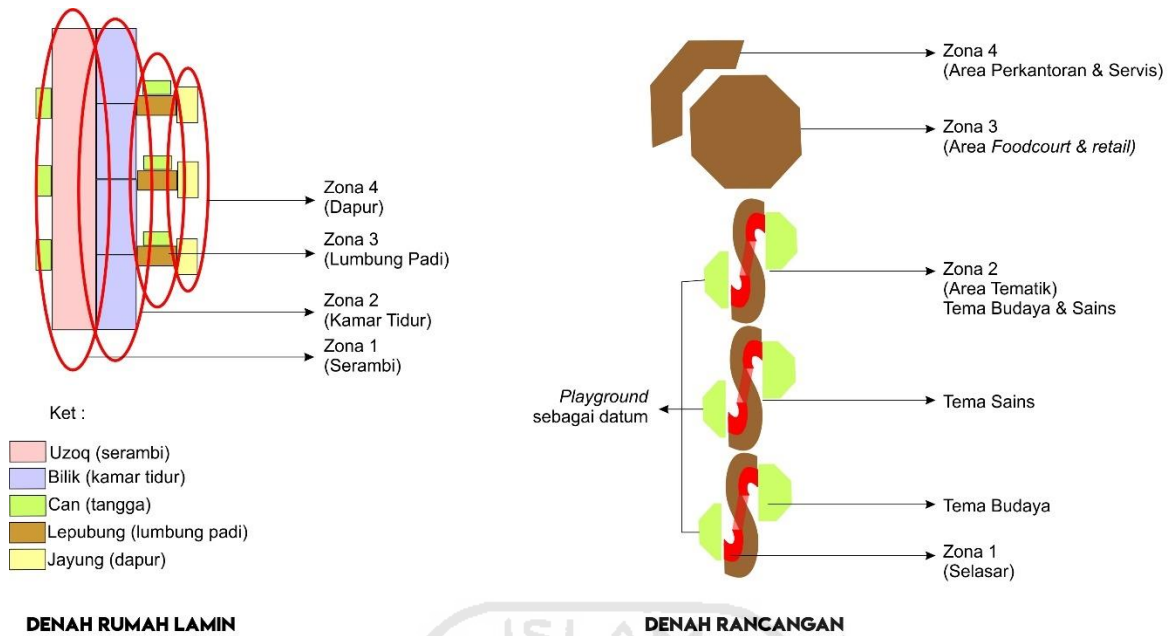 Zona 4
(Dapur)
Zona 3
(Lumbung Padi)
Zona 2
(Kamar Tidur)
Zona 1
(Serambi)
Ket :
Uzoq (serambi)
Bilik (kamar tidur)
Can (tangga)
Lepubung (lumbung padi)
Jayung (dapur)
DENAH RUMAH LAMIN
Zona 4
(Area Perkantoran & Servis)
Zona 3
(Area Foodcourt & retail)
Zona 2
(Area Tematik)
Tema Budaya & Sains
Playground
sebagai datum
Tema Sains
Tema Budaya
Zona 1
(Selasar)
DENAH RANCANGAN
ISLAM